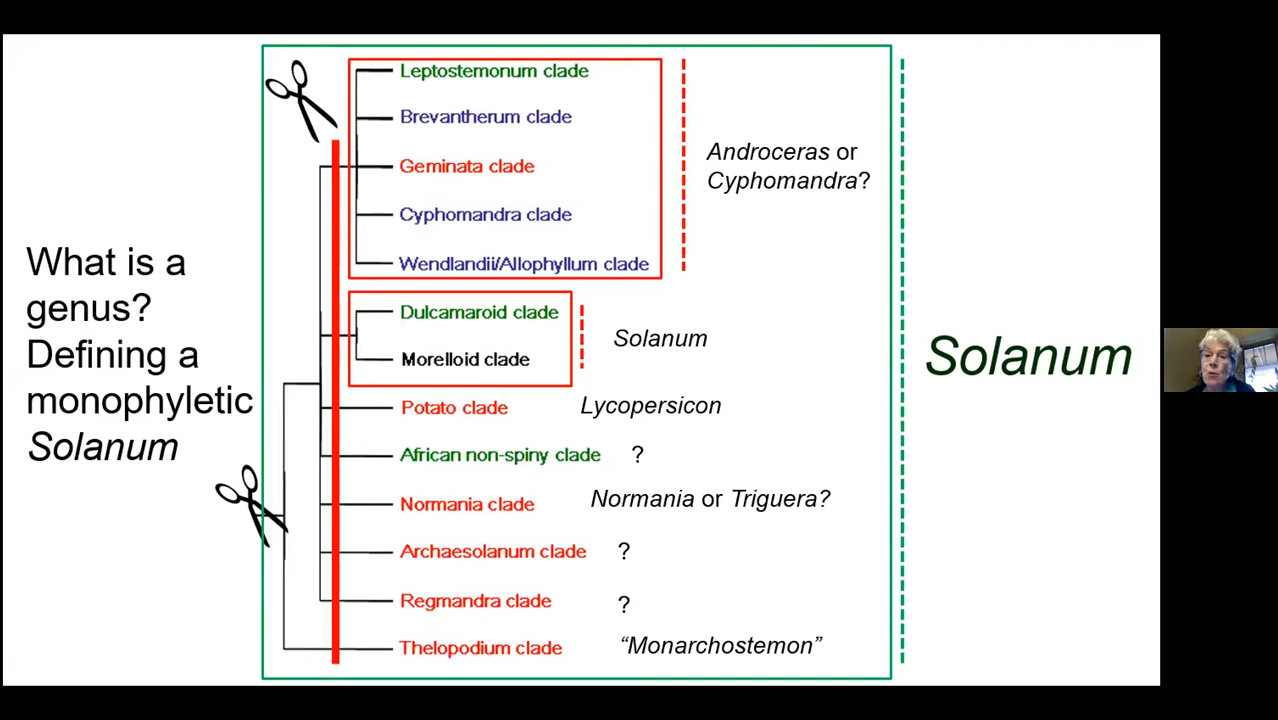 What is a
genus?
Defining a
monophyletic
Solanum
Leptostemonum clade
Brevantherum clade
Geminata clade
Cyphomandra clade
Wendlandii/Allophyllum clade
Androceras or
Cyphomandra?
Dulcamaroid clade
Morelloid clade
Solanum
Potato clade Lycopersicon
African non-spiny clade ?
Normania clade Normania or Triguera?
Archaesolanum clade ?
Regmandra clade ?
Thelopodium clade “Monarchostemon”
Solanum